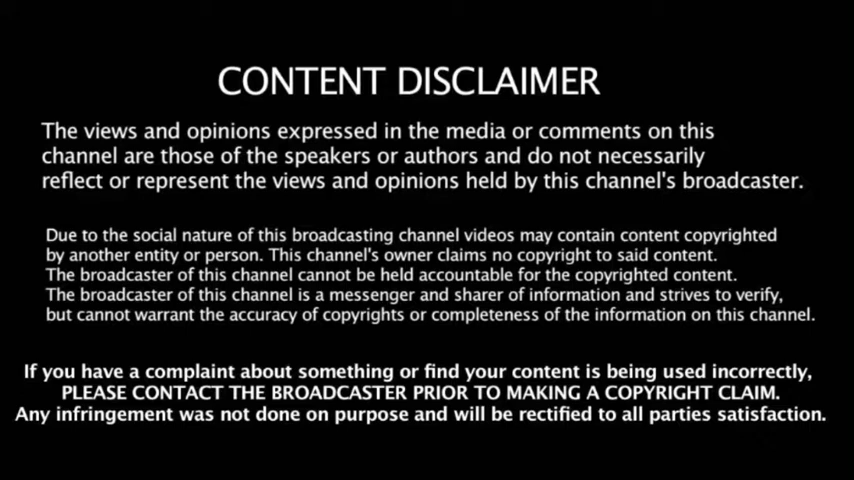 CONTENT DISCLAIMER
The views and opinions expressed in the media or comments on this
channel are those of the speakers or authors and do not necessarily
reflect or represent the views and opinions held by this channel's broadcaster.
Due to the social nature of this broadcasting channel videos may contain content copyrighted
by another entity or person. This channel's owner claims no copyright to said content.
The broadcaster of this channel cannot be held accountable for the copyrighted content.
The broadcaster of this channel is a messenger and sharer of information and strives to verify,
but cannot warrant the accuracy of copyrights or completeness of the information on this channel.
If you have a complaint about something or find your content is being used incorrectly,
PLEASE CONTACT THE BROADCASTER PRIOR TO MAKING A COPYRIGHT CLAIM.
Any infringement was not done on purpose and will be rectified to all parties satisfaction.